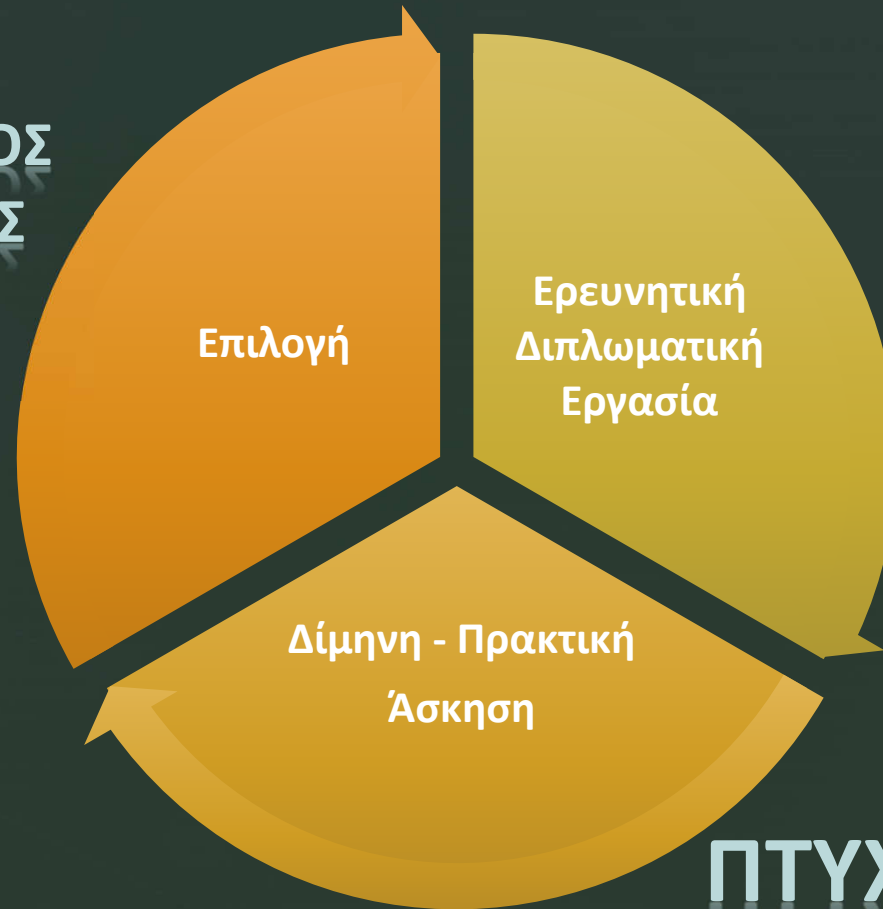 Επιλογή
Ερευνητική
Διπλωματική
Εργασία
Δίμηνη - Πρακτική
Άσκηση